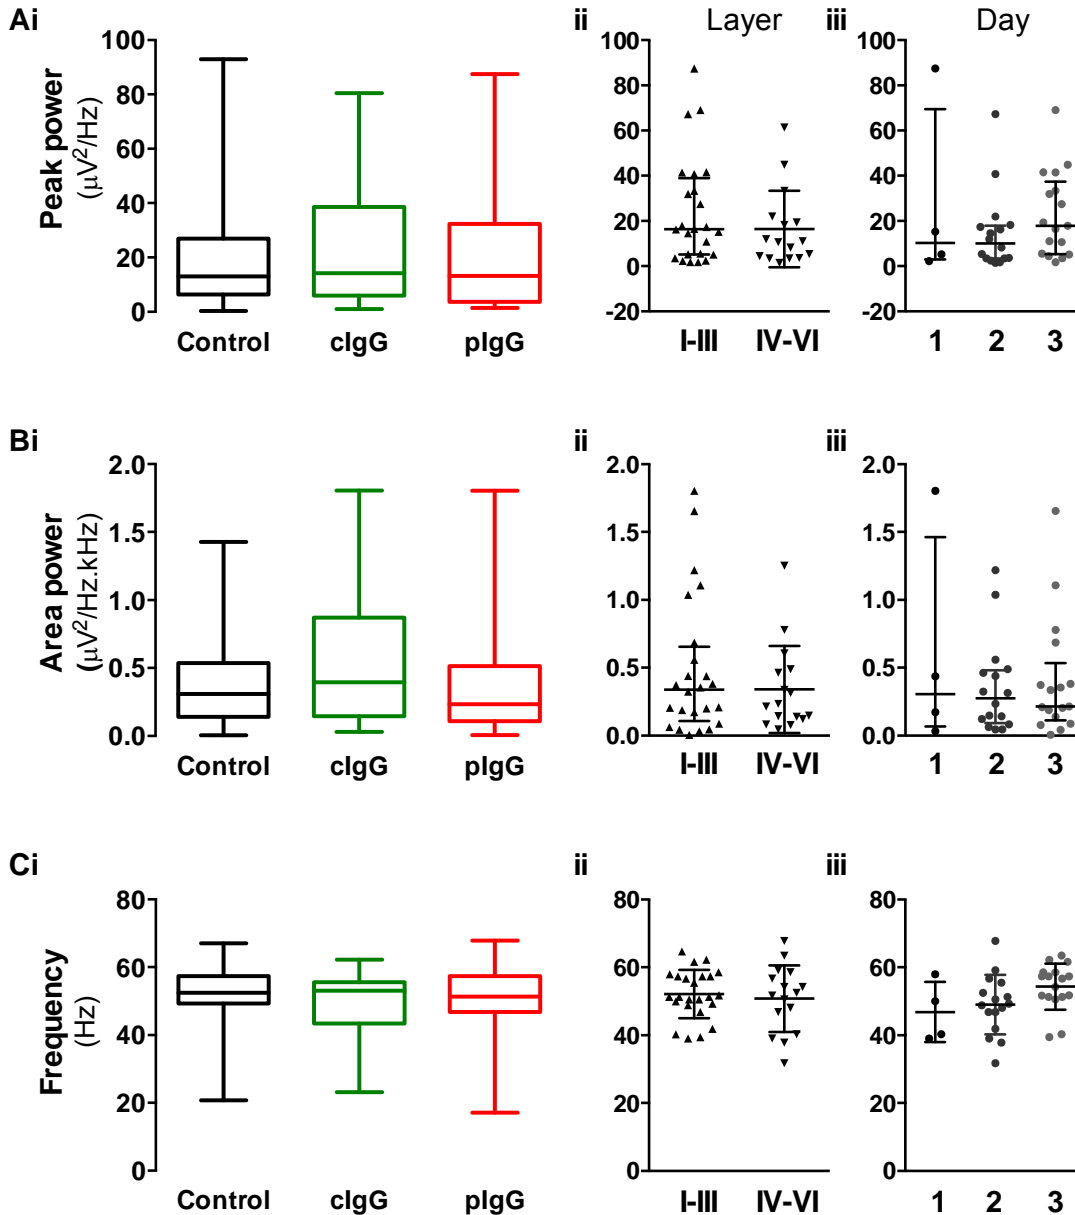 Ai
Peak power
(μV²/Hz)
100
80
60
40
20
0
Control cIgG pIgG
ii Layer
100
80
60
40
20
0
-20
I-III IV-VI
iii Day
100
80
60
40
20
0
-20
1 2 3
Bi
Area power
(μV²/Hz.kHz)
2.0
1.5
1.0
0.5
0.0
Control cIgG pIgG
ii
2.0
1.5
1.0
0.5
0.0
I-III IV-VI
iii
2.0
1.5
1.0
0.5
0.0
1 2 3
Ci
Frequency
(Hz)
80
60
40
20
0
Control cIgG pIgG
ii
80
60
40
20
0
I-III IV-VI
iii
80
60
40
20
0
1 2 3